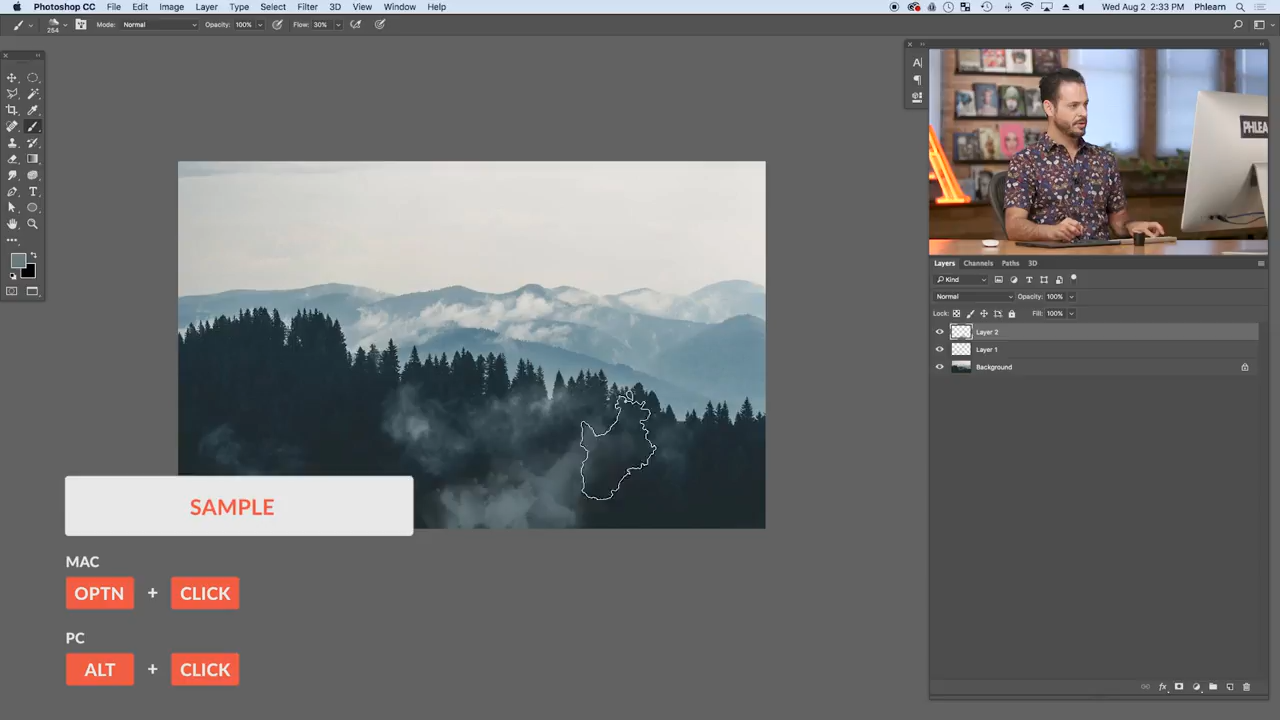 Photoshop CC File Edit Image Layer Type Select Filter 3D View Window Help Wed Aug 2 2:33 PM Phlearn
254 Mode: Normal Opacity: 100% Flow: 30%
PHLEA
Layers Channels Paths 3D
Kind
Normal Opacity: 100%
Lock: Fill: 100%
Layer 2
Layer 1
Background
SAMPLE
MAC
OPTN + CLICK
PC
ALT + CLICK